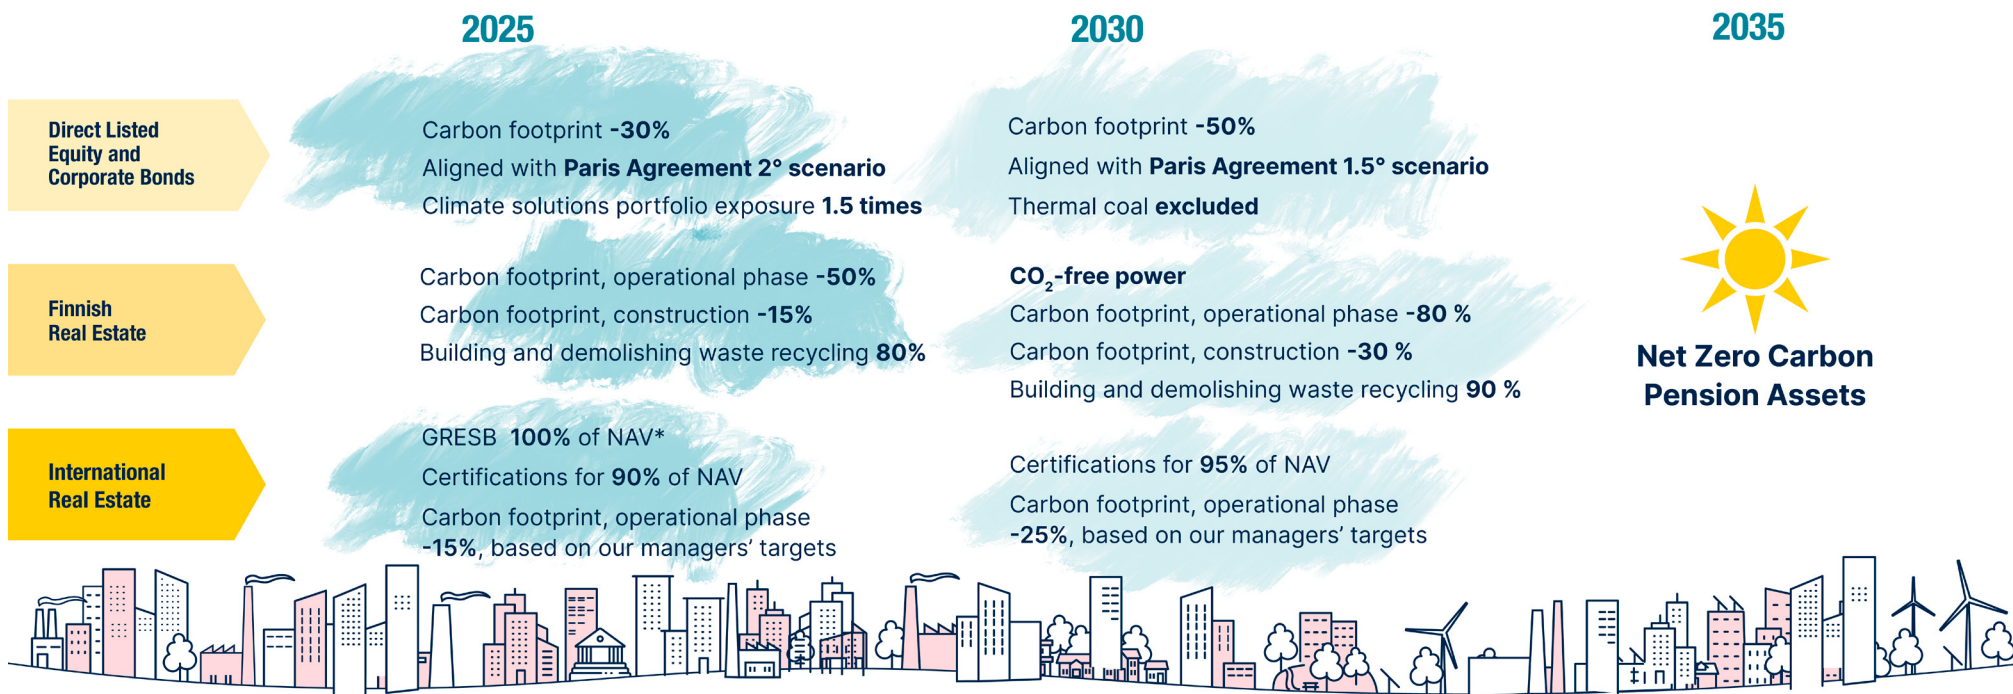 2025
2030
2035
Direct Listed
Equity and
Corporate Bonds
Carbon footprint -30%
Aligned with Paris Agreement 2° scenario
Climate solutions portfolio exposure 1.5 times
Carbon footprint -50%
Aligned with Paris Agreement 1.5° scenario
Thermal coal excluded
Finnish
Real Estate
Carbon footprint, operational phase -50%
Carbon footprint, construction -15%
Building and demolishing waste recycling 80%
CO₂-free power
Carbon footprint, operational phase -80 %
Carbon footprint, construction -30 %
Building and demolishing waste recycling 90 %
International
Real Estate
GRESB 100% of NAV*
Certifications for 90% of NAV
Carbon footprint, operational phase
-15%, based on our managers’ targets
Certifications for 95% of NAV
Carbon footprint, operational phase
-25%, based on our managers’ targets
Net Zero Carbon
Pension Assets